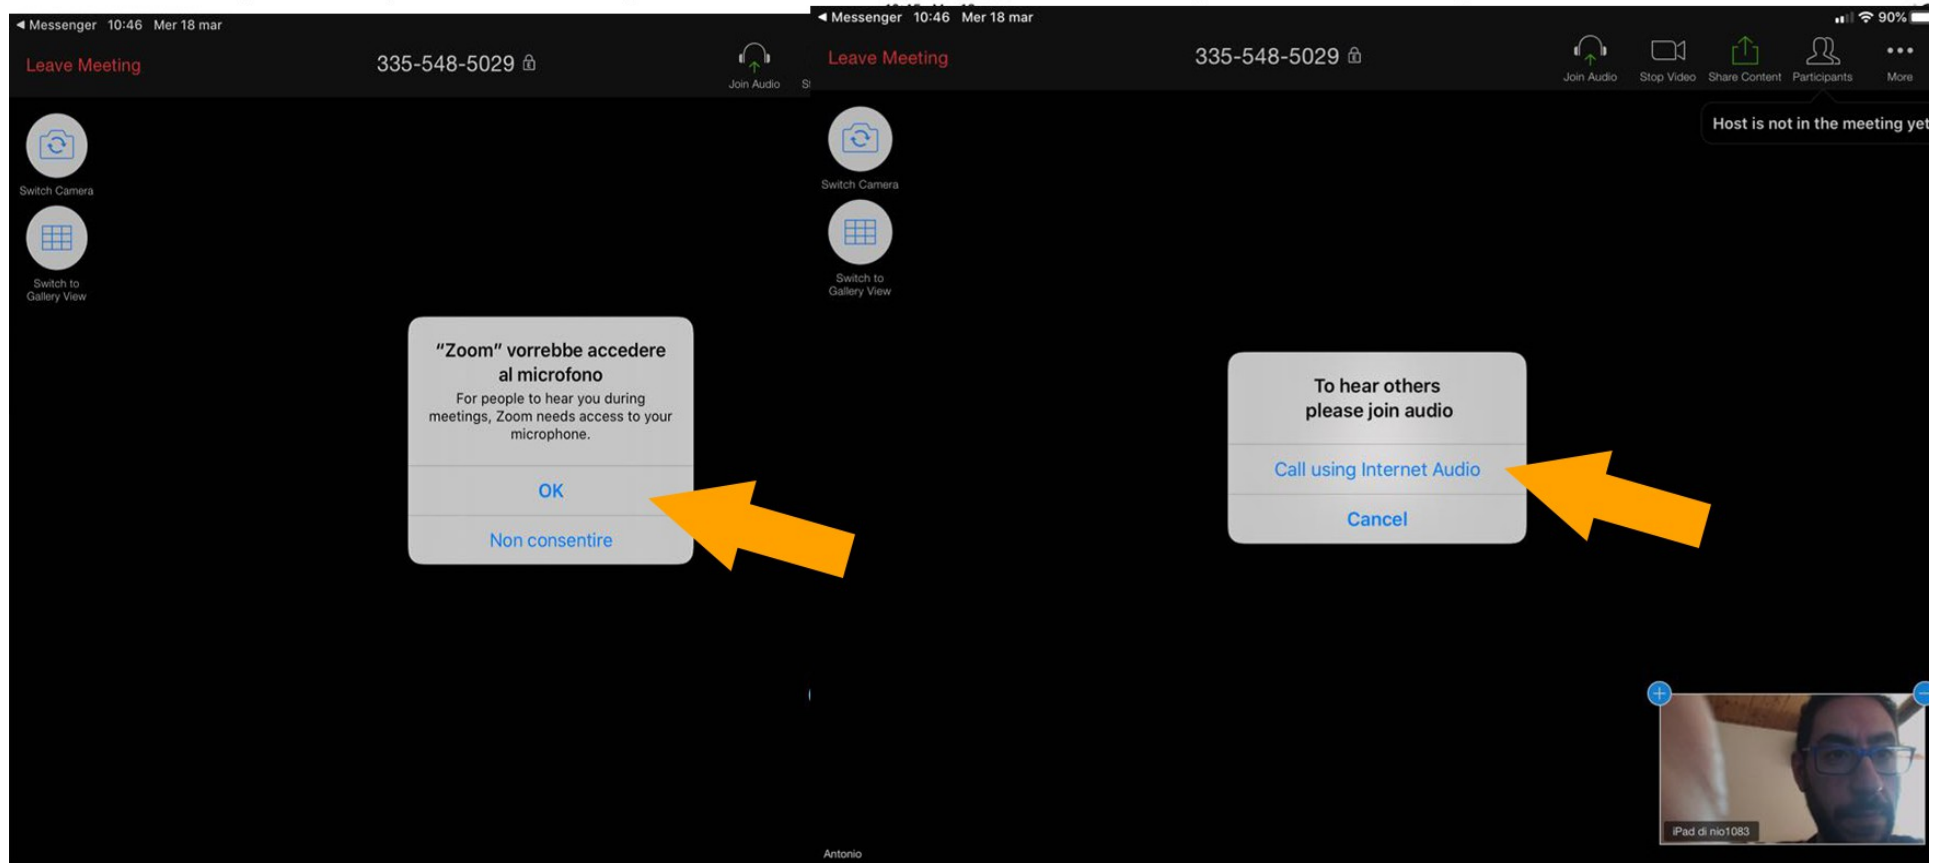 ◄ Messenger 10:46 Mer 18 mar
Leave Meeting
335-548-5029
Join Audio
Switch Camera
Switch to
Gallery View
“Zoom” vorrebbe accedere
al microfono
For people to hear you during
meetings, Zoom needs access to your
microphone.
OK
Non consentire
◄ Messenger 10:46 Mer 18 mar
90%
Leave Meeting
335-548-5029
Join Audio
Stop Video
Share Content
Participants
More
Host is not in the meeting yet
Switch Camera
Switch to
Gallery View
To hear others
please join audio
Call using Internet Audio
Cancel
iPad di nio1083
Antonio